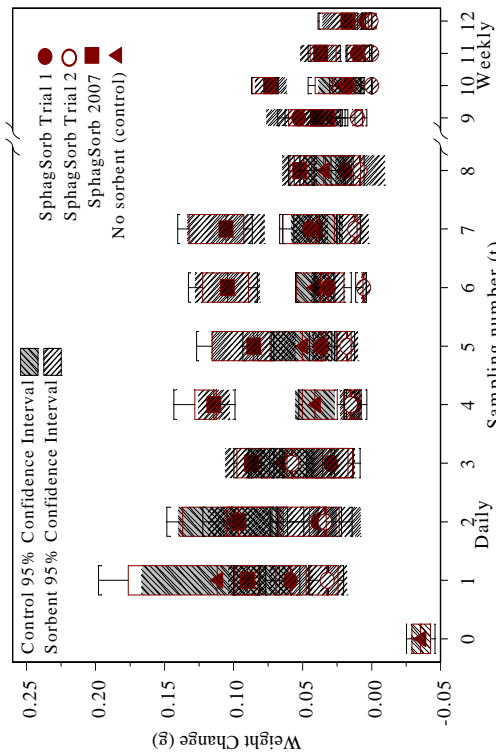 Control 95% Confidence Interval
Sorbent 95% Confidence Interval
SphagSorb Trial 1
SphagSorb Trial 2
SphagSorb 2007
No sorbent (control)
Weight Change (g)
0.25
0.20
0.15
0.10
0.05
0.00
-0.05
0 1 2 3 4 5 6 7 8 9 10 11 12
Daily
Weekly
Sampling number (t)